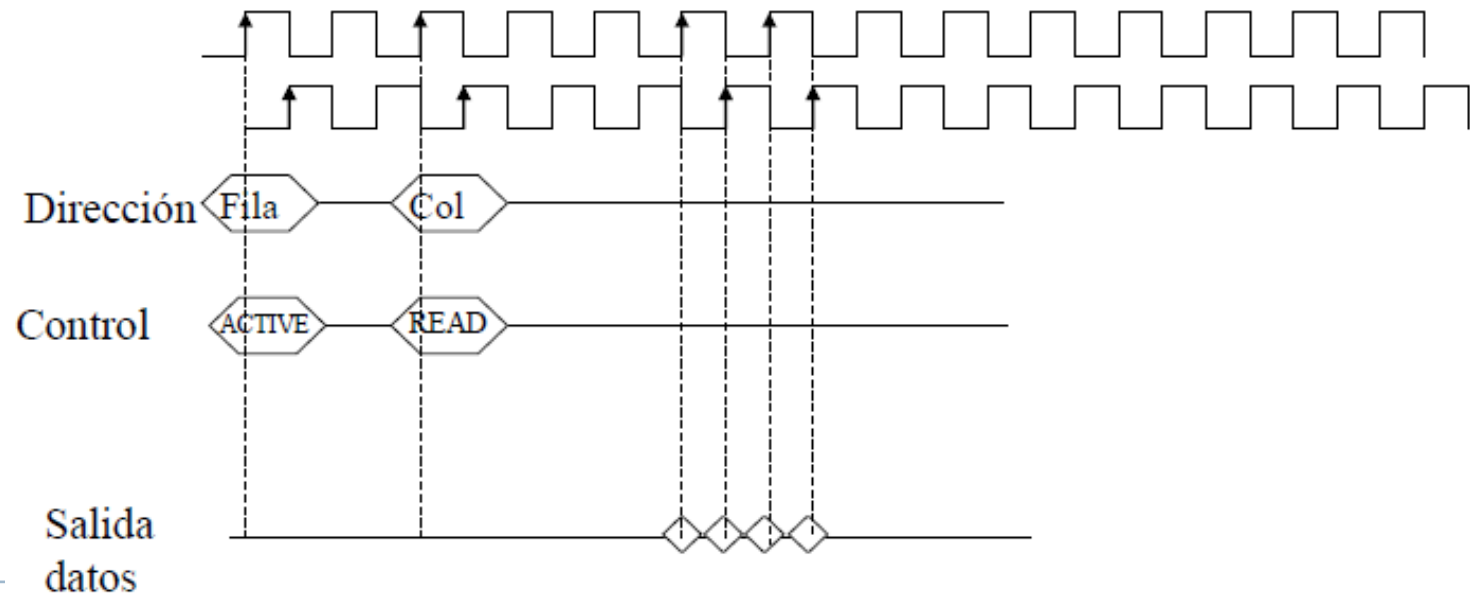 Dirección
Fila
Col
Control
ACTIVE
READ
Salida
datos